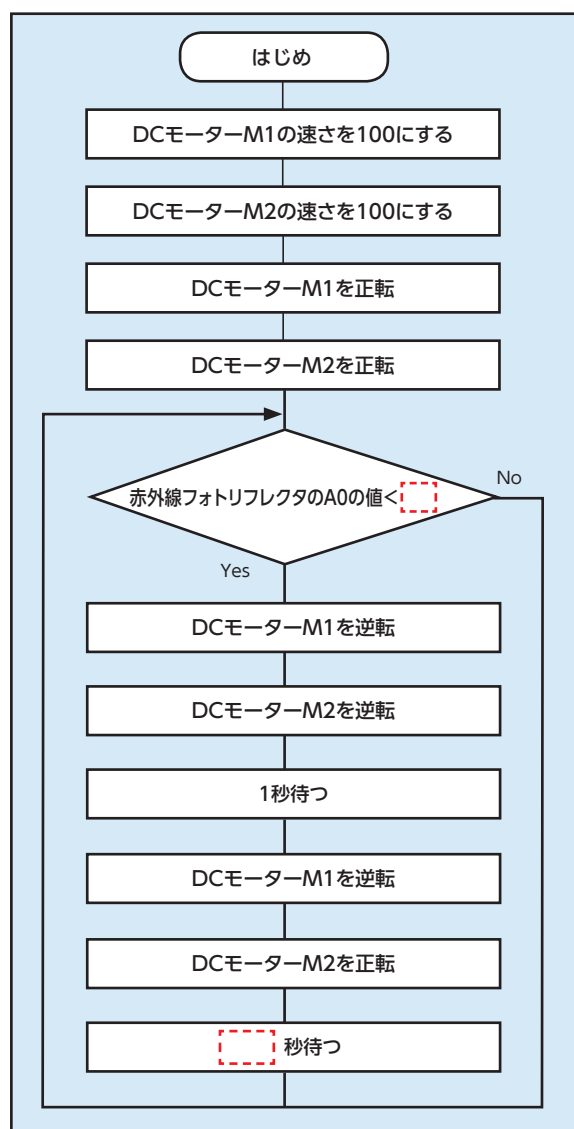 はじめ
DCモーターM1の速さを100にする
DCモーターM2の速さを100にする
DCモーターM1を正転
DCモーターM2を正転
赤外線フォトリフレクタのA0の値<
No
Yes
DCモーターM1を逆転
DCモーターM2を逆転
1秒待つ
DCモーターM1を逆転
DCモーターM2を正転
秒待つ